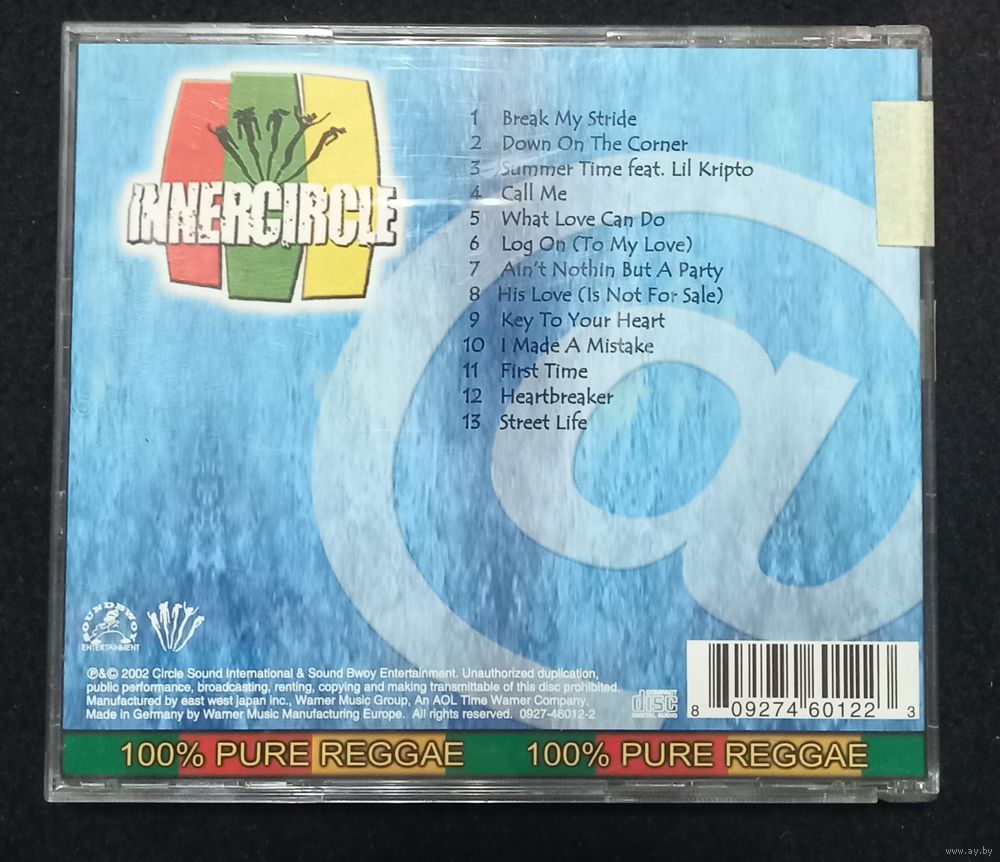 INNERCIRCLE
1 Break My Stride
2 Down On The Corner
3 Summer Time feat. Lil Kripto
4 Call Me
5 What Love Can Do
6 Log On (To My Love)
7 Ain't Nothin But A Party
8 His Love (Is Not For Sale)
9 Key To Your Heart
10 I Made A Mistake
11 First Time
12 Heartbreaker
13 Street Life
@
SOUNDBWOY
ENTERTAINMENT
℗&© 2002 Circle Sound International & Sound Bwoy Entertainment. Unauthorized duplication,
public performance, broadcasting, renting, copying and making transmittable of this disc prohibited.
Manufactured by east west japan inc., Warner Music Group, An AOL Time Warner Company.
Made in Germany by Warner Music Manufacturing Europe. All rights reserved. 0927-46012-2
COMPACT
disc
DIGITAL AUDIO
8 09274 60122 3
100% PURE REGGAE 100% PURE REGGAE
www.ay.by